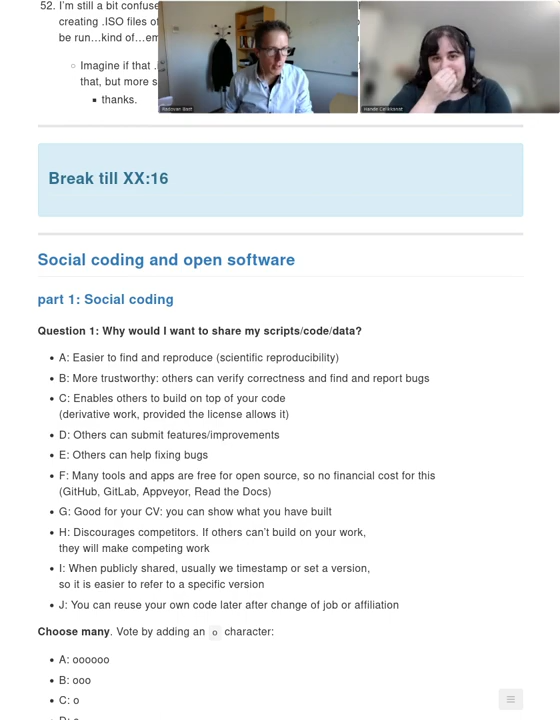 52. I'm still a bit confuse
creating .ISO files of
be run…kind of…em
Imagine if that .
that, but more s
thanks.
Radovan Bast
Hande Celikkanat
Break till XX:16
Social coding and open software
part 1: Social coding
Question 1: Why would I want to share my scripts/code/data?
A: Easier to find and reproduce (scientific reproducibility)
B: More trustworthy: others can verify correctness and find and report bugs
C: Enables others to build on top of your code
(derivative work, provided the license allows it)
D: Others can submit features/improvements
E: Others can help fixing bugs
F: Many tools and apps are free for open source, so no financial cost for this
(GitHub, GitLab, Appveyor, Read the Docs)
G: Good for your CV: you can show what you have built
H: Discourages competitors. If others can't build on your work,
they will make competing work
I: When publicly shared, usually we timestamp or set a version,
so it is easier to refer to a specific version
J: You can reuse your own code later after change of job or affiliation
Choose many. Vote by adding an o character:
A: oooooo
B: ooo
C: o